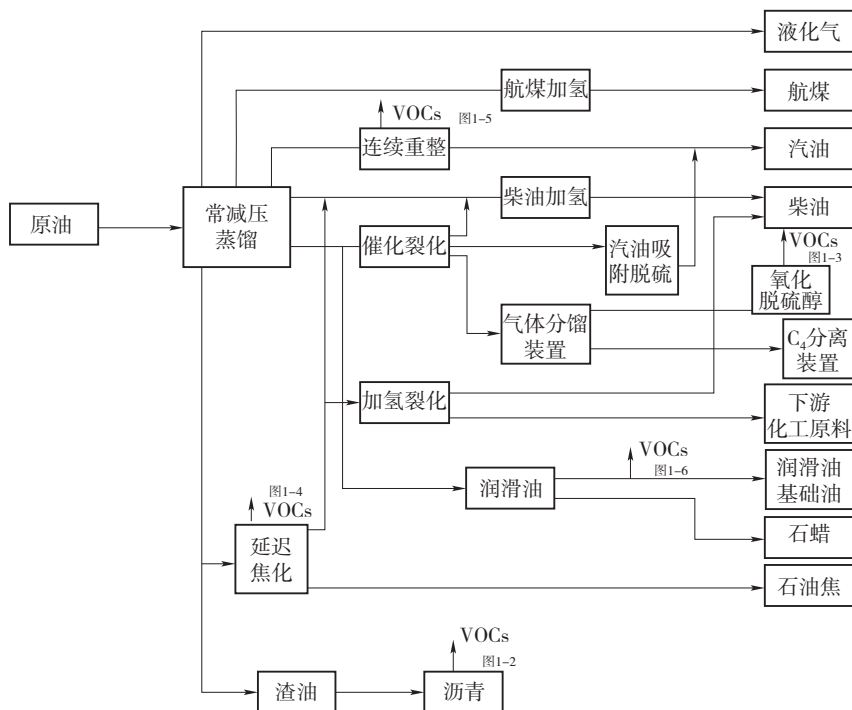 液化气
航煤加氢
航煤
VOCs
图1-5
连续重整
汽油
原油
常减压
蒸馏
柴油加氢
柴油
催化裂化
汽油吸
附脱硫
VOCs
图1-3
氧化
脱硫醇
气体分馏
装置
C₄分离
装置
加氢裂化
下游
化工原料
VOCs
图1-6
润滑油
润滑油
基础油
图1-4
VOCs
延迟
焦化
石蜡
石油焦
VOCs
图1-2
渣油
沥青